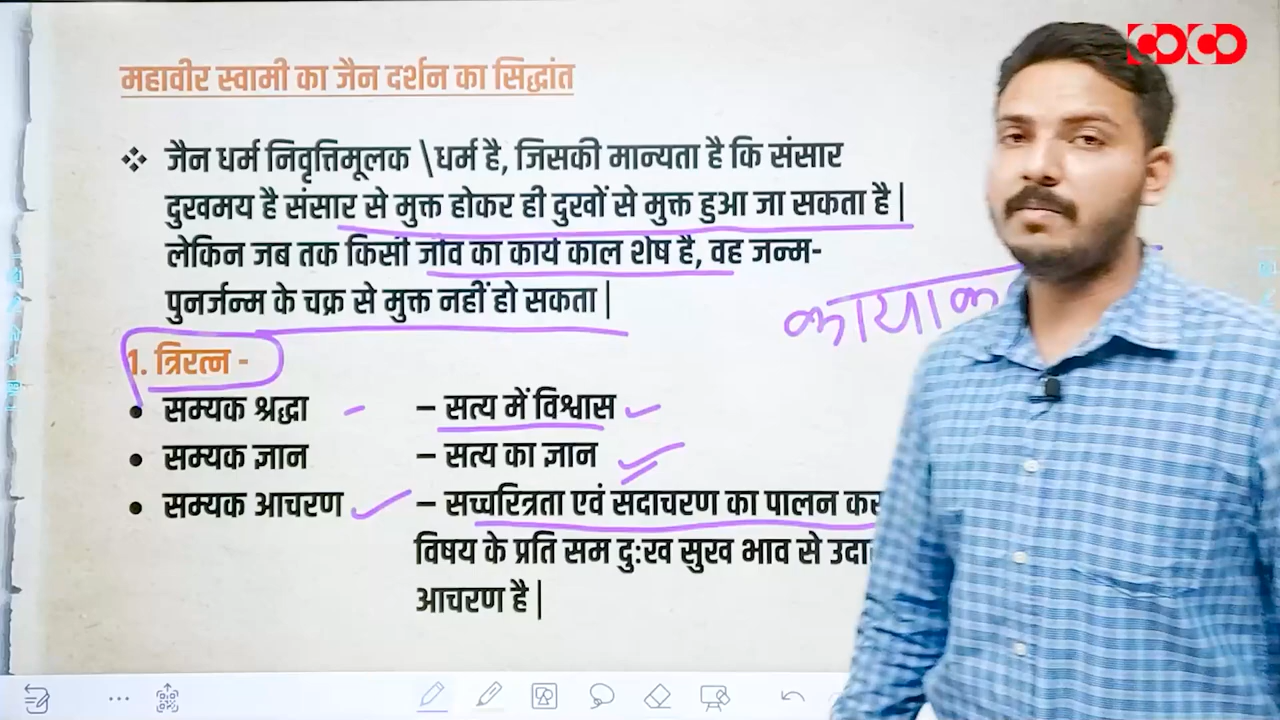 महावीर स्वामी का जैन दर्शन का सिद्धांत
❖ जैन धर्म निवृत्तिमूलक \धर्म है, जिसकी मान्यता है कि संसार
दुखमय है संसार से मुक्त होकर ही दुखों से मुक्त हुआ जा सकता है |
लेकिन जब तक किसी जीव का कार्य काल शेष है, वह जन्म-
पुनर्जन्म के चक्र से मुक्त नहीं हो सकता |
1. त्रिरत्न -
• सम्यक श्रद्धा – सत्य में विश्वास
• सम्यक ज्ञान – सत्य का ज्ञान
• सम्यक आचरण – सच्चरित्रता एवं सदाचरण का पालन
विषय के प्रति सम दु:ख सुख भाव से
आचरण है |